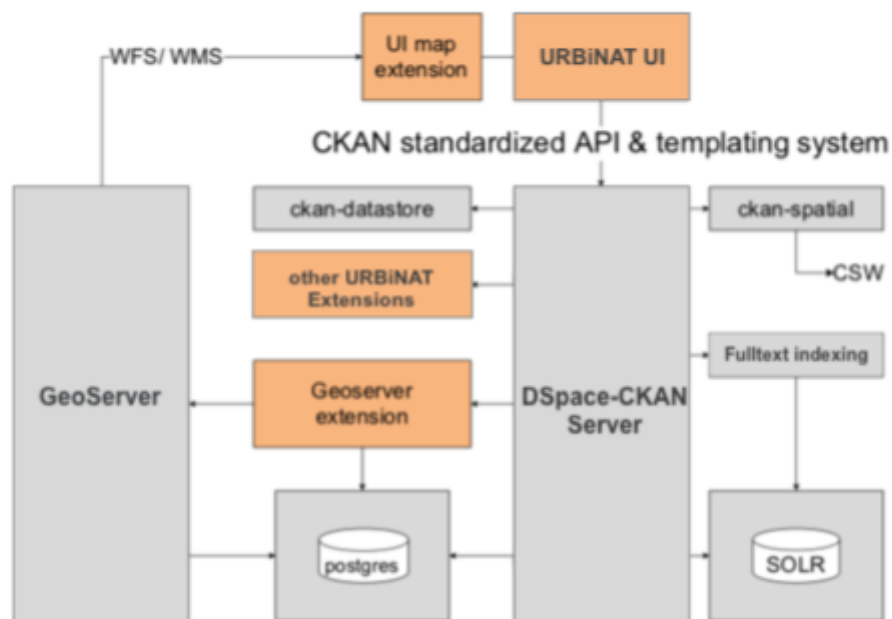 WFS/ WMS
UI map
extension
URBiNAT UI
CKAN standardized API & templating system
ckan-datastore
ckan-spatial
CSW
other URBiNAT
Extensions
Fulltext indexing
GeoServer
Geoserver
extension
DSpace-CKAN
Server
postgres
SOLR